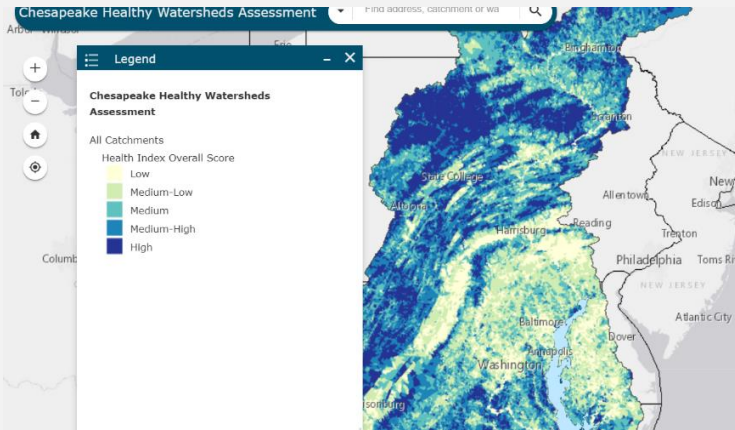 Chesapeake Healthy Watersheds Assessment
Find address, catchment or wa
Legend
Chesapeake Healthy Watersheds
Assessment
All Catchments
Health Index Overall Score
Low
Medium-Low
Medium
Medium-High
High
Binghamton
Scranton
NEW JERSEY
State College
New
Allentown
Edison
Altoona
Reading
Harrisburg
Trenton
Columb
Philadelphia
Toms Ri
NEW JERSEY
Atlantic City
Baltimore
Dover
Annapolis
Washington
isonburg